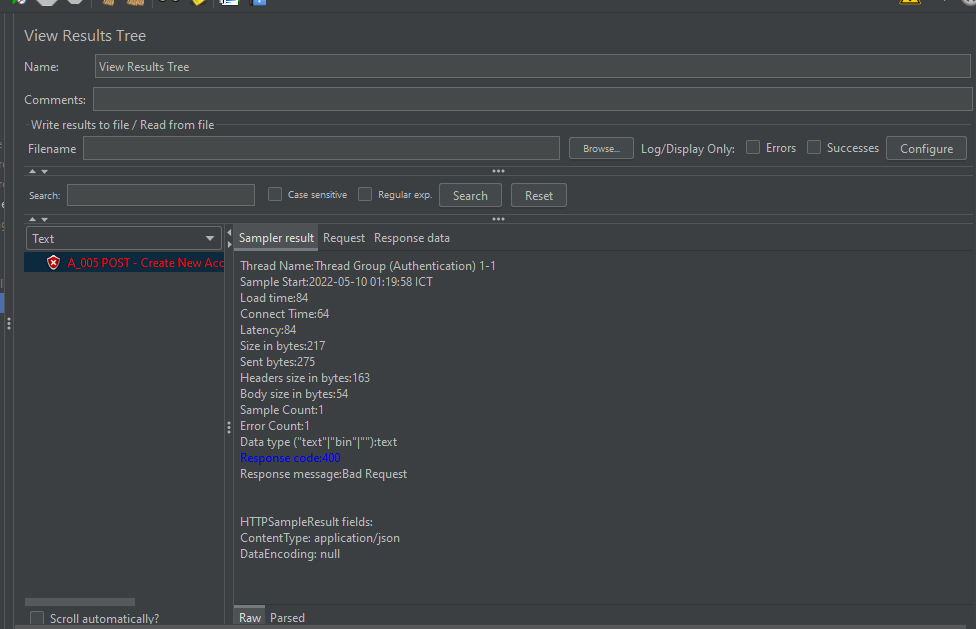 View Results Tree
Name: View Results Tree
Comments:
Write results to file / Read from file
Filename Browse... Log/Display Only: Errors Successes Configure
Search: Case sensitive Regular exp. Search Reset
Text
Sampler result Request Response data
A_005 POST - Create New Acc
Thread Name:Thread Group (Authentication) 1-1
Sample Start:2022-05-10 01:19:58 ICT
Load time:84
Connect Time:64
Latency:84
Size in bytes:217
Sent bytes:275
Headers size in bytes:163
Body size in bytes:54
Sample Count:1
Error Count:1
Data type ("text"|"bin"|""):text
Response code:400
Response message:Bad Request
HTTPSampleResult fields:
ContentType: application/json
DataEncoding: null
Scroll automatically?
Raw Parsed